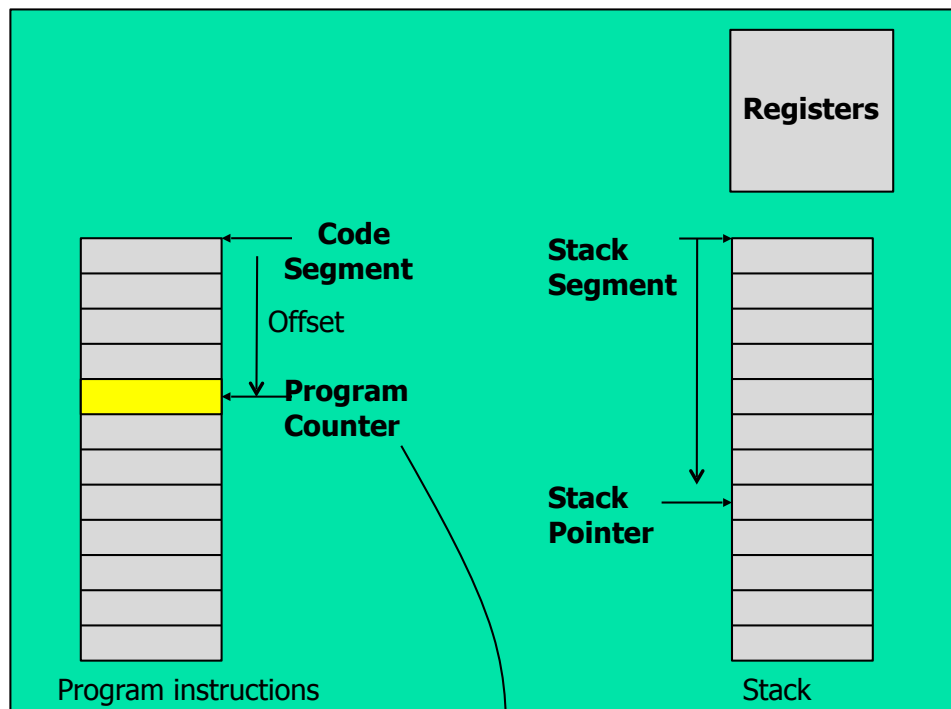 Registers
Code
Segment
Stack
Segment
Offset
Program
Counter
Stack
Pointer
Program instructions
Stack